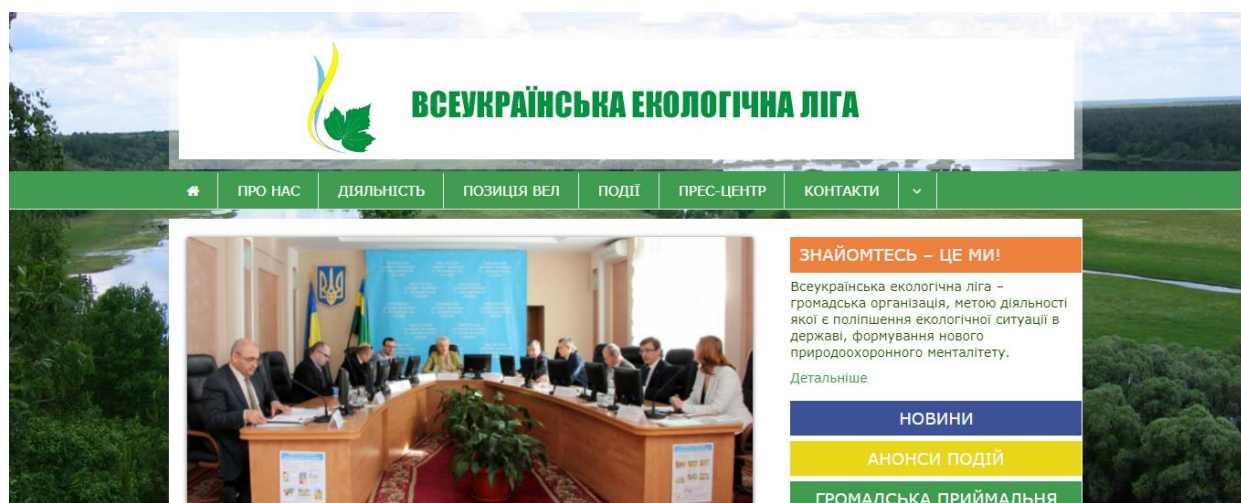 ВСЕУКРАЇНСЬКА ЕКОЛОГІЧНА ЛІГА
ПРО НАС ДІЯЛЬНІСТЬ ПОЗИЦІЯ ВЕЛ ПОДІЇ ПРЕС-ЦЕНТР КОНТАКТИ
ЗНАЙОМТЕСЬ – ЦЕ МИ!
Всеукраїнська екологічна ліга –
громадська організація, метою діяльності
якої є поліпшення екологічної ситуації в
державі, формування нового
природоохоронного менталітету.
Детальніше
НОВИНИ
АНОНСИ ПОДІЙ
ГРОМАДСЬКА ПРИЙМАЛЬНЯ